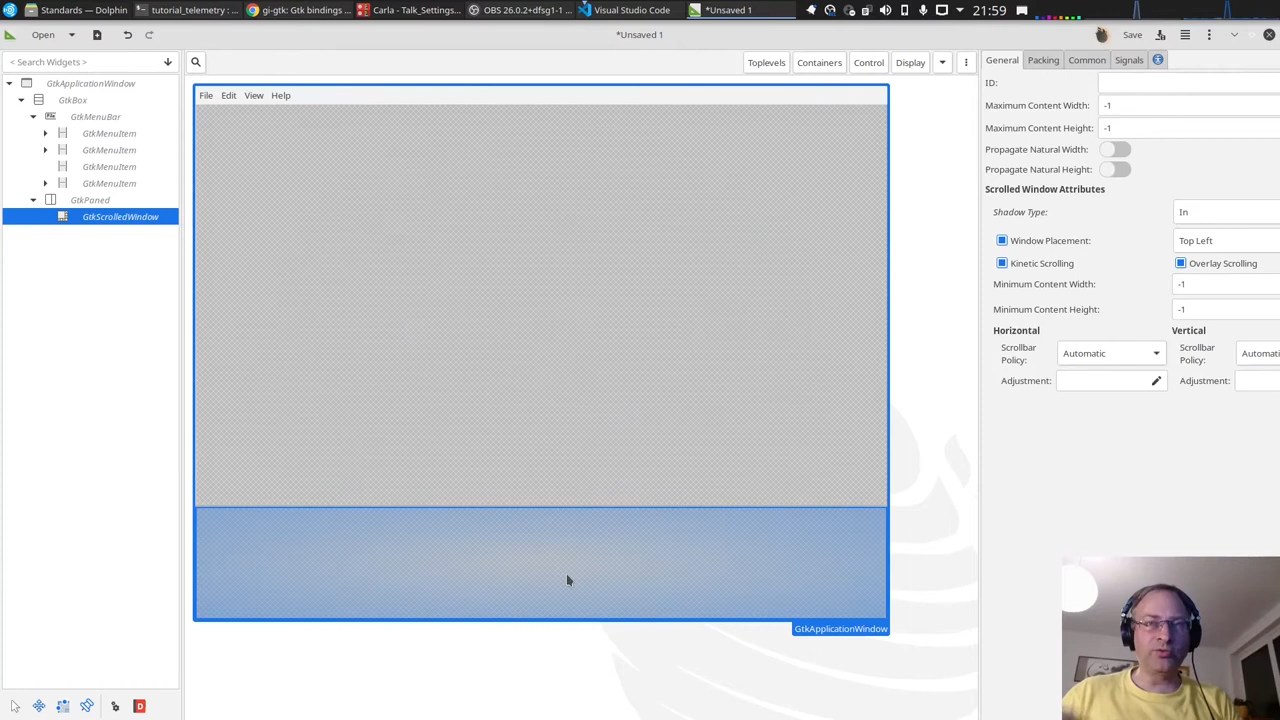 Standards — Dolphin
tutorial_telemetry : ...
gi-gtk: Gtk bindings ...
Carla - Talk_Settings...
OBS 26.0.2+dfsg1-1 ...
Visual Studio Code
*Unsaved 1
21:59
Open
*Unsaved 1
Save
< Search Widgets >
Toplevels
Containers
Control
Display
General
Packing
Common
Signals
GtkApplicationWindow
GtkBox
GtkMenuBar
GtkMenuItem
GtkMenuItem
GtkMenuItem
GtkMenuItem
GtkPaned
GtkScrolledWindow
File Edit View Help
GtkApplicationWindow
ID:
Maximum Content Width: -1
Maximum Content Height: -1
Propagate Natural Width:
Propagate Natural Height:
Scrolled Window Attributes
Shadow Type: In
Window Placement: Top Left
Kinetic Scrolling Overlay Scrolling
Minimum Content Width: -1
Minimum Content Height: -1
Horizontal Vertical
Scrollbar Policy: Automatic
Scrollbar Policy: Automati
Adjustment: Adjustment:
D